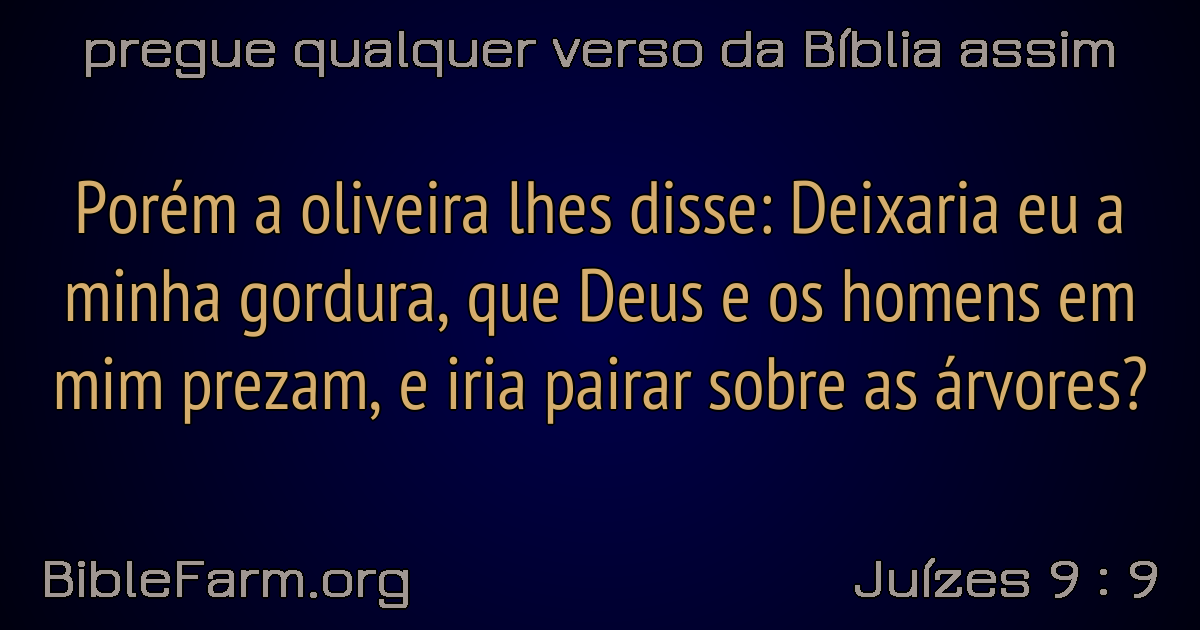 pregue qualquer verso da Bíblia assim
Porém a oliveira lhes disse: Deixaria eu a
minha gordura, que Deus e os homens em
mim prezam, e iria pairar sobre as árvores?
BibleFarm.org
Juízes 9 : 9